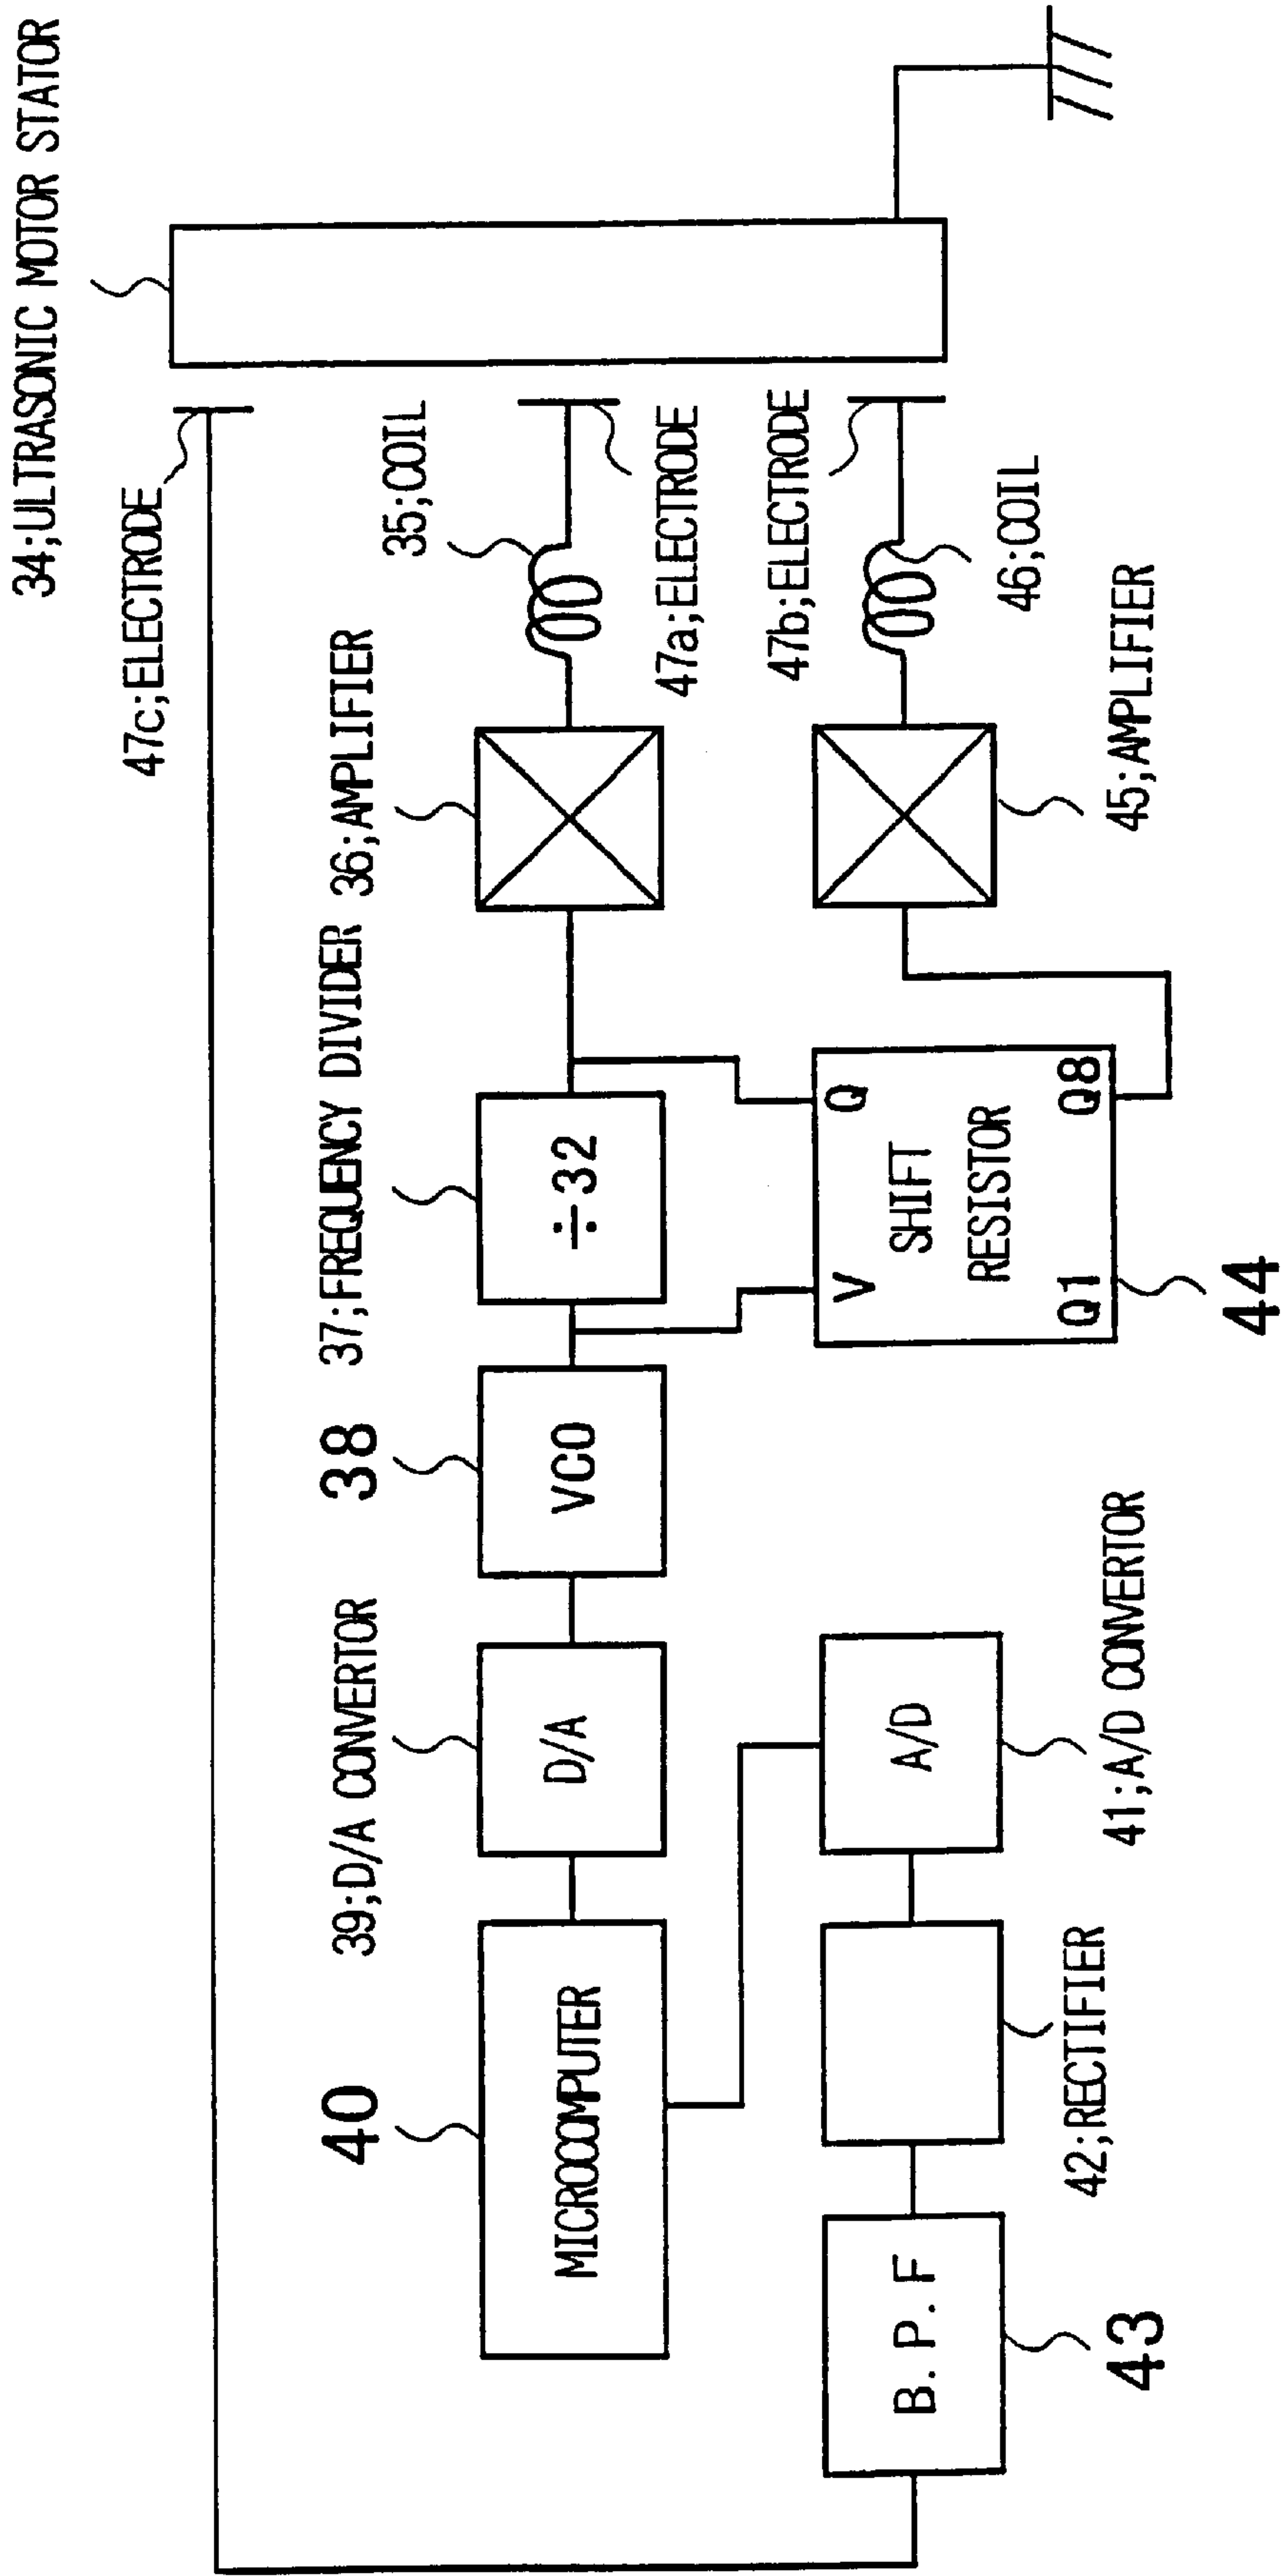 34;ULTRASONIC MOTOR STATOR
47c;ELECTRODE
35;COIL
47a;ELECTRODE
47b;ELECTRODE
46;COIL
36;AMPLIFIER
45;AMPLIFIER
37;FREQUENCY DIVIDER
÷32
38
VCO
V
Q
SHIFT
RESISTOR
Q1
Q8
44
39;D/A CONVERTOR
D/A
40
MICROCOMPUTER
A/D
41;A/D CONVERTOR
42;RECTIFIER
B.P.F
43